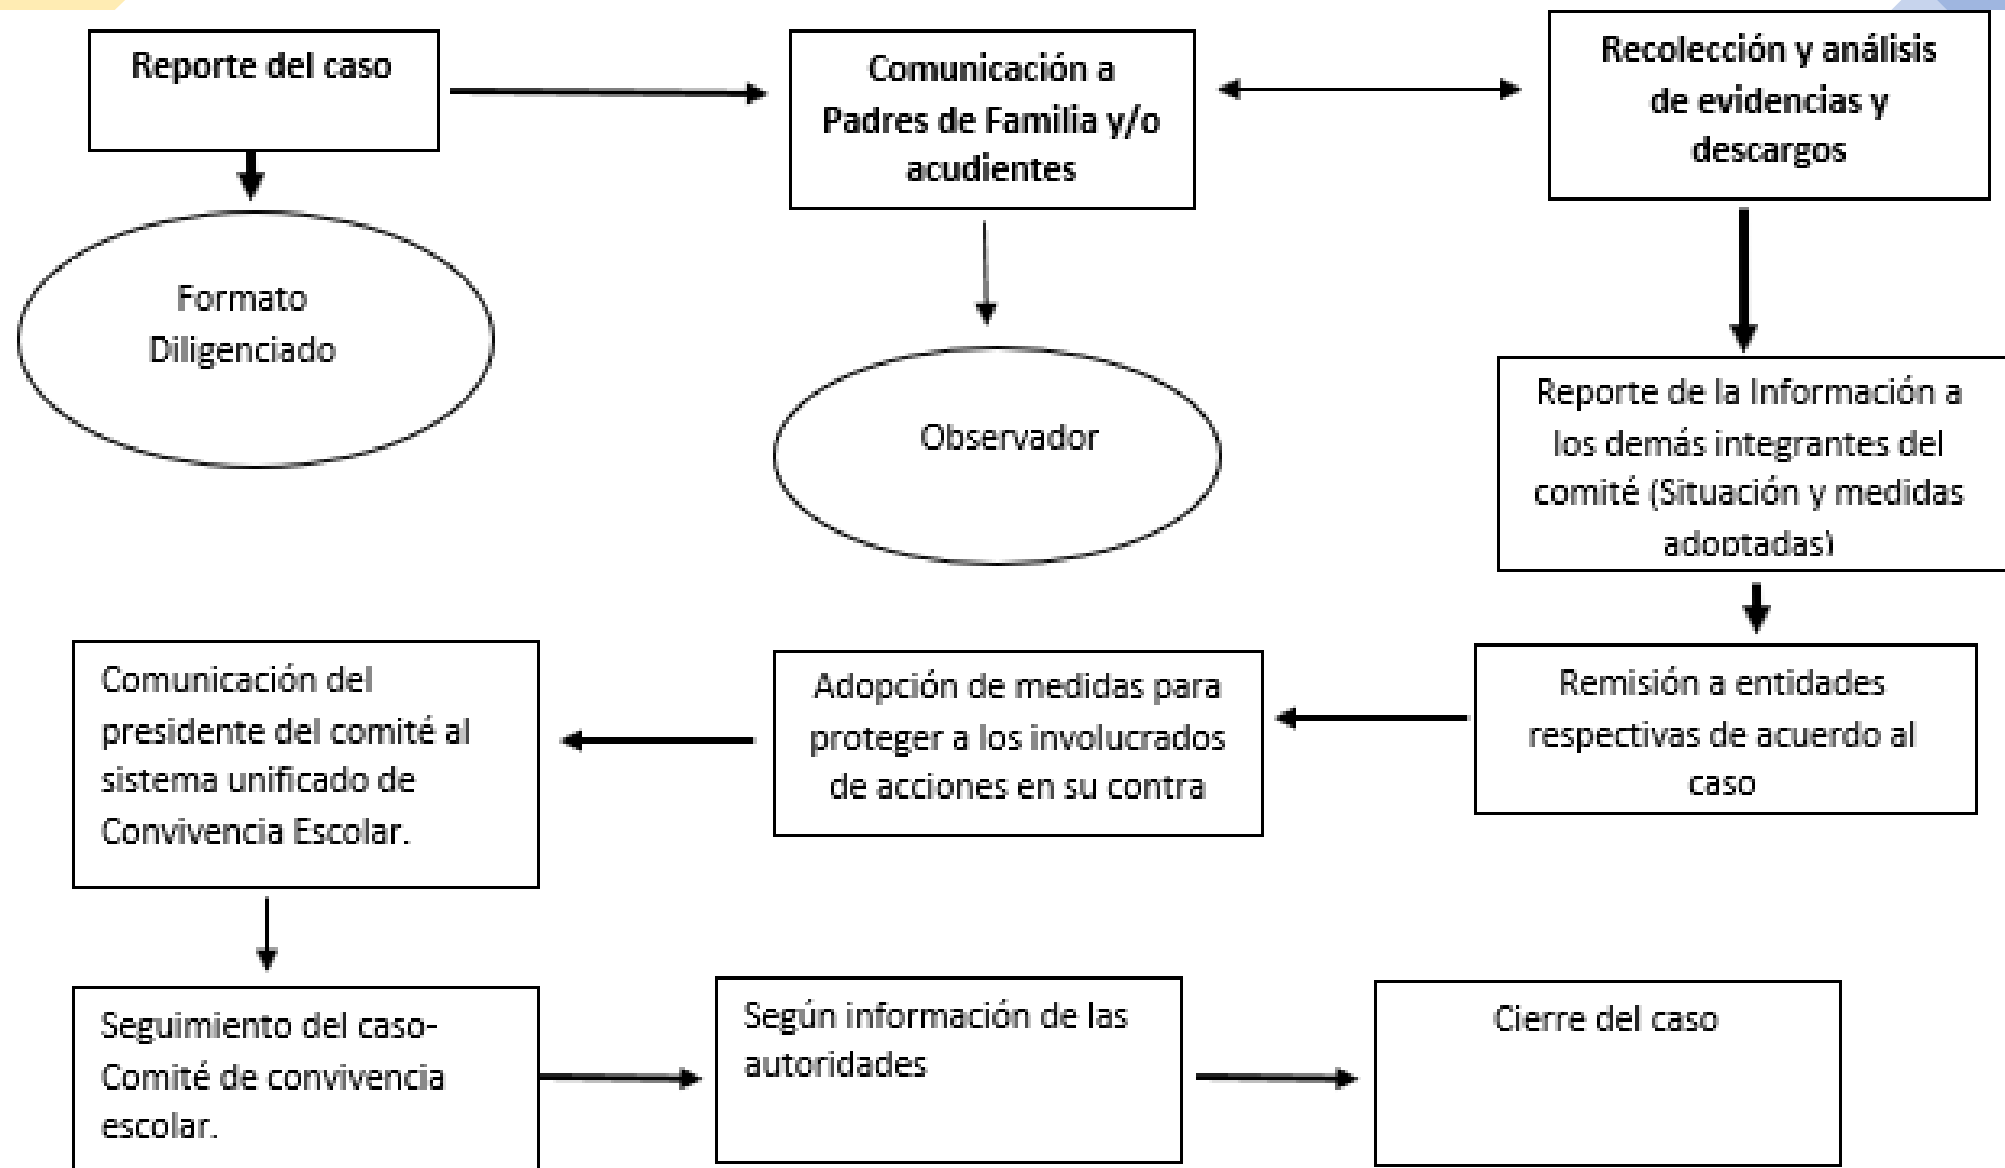 Reporte del caso
Comunicación a
Padres de Familia y/o
acudientes
Recolección y análisis
de evidencias y
descargos
Formato
Diligenciado
Observador
Reporte de la Información a
los demás integrantes del
comité (Situación y medidas
adoptadas)
Remisión a entidades
respectivas de acuerdo al
caso
Adopción de medidas para
proteger a los involucrados
de acciones en su contra
Comunicación del
presidente del comité al
sistema unificado de
Convivencia Escolar.
Seguimiento del caso-
Comité de convivencia
escolar.
Según información de las
autoridades
Cierre del caso